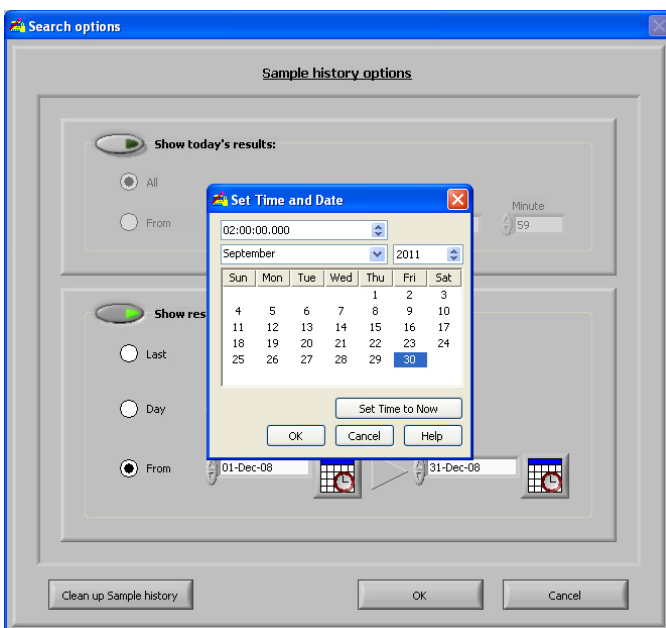 Search options
Sample history options
Show today's results:
All
From
Minute
59
Set Time and Date
02:00:00.000
September 2011
Sun Mon Tue Wed Thu Fri Sat
1 2 3
4 5 6 7 8 9 10
11 12 13 14 15 16 17
18 19 20 21 22 23 24
25 26 27 28 29 30
Set Time to Now
OK Cancel Help
Show res
Last
Day
From 01-Dec-08 31-Dec-08
Clean up Sample history OK Cancel